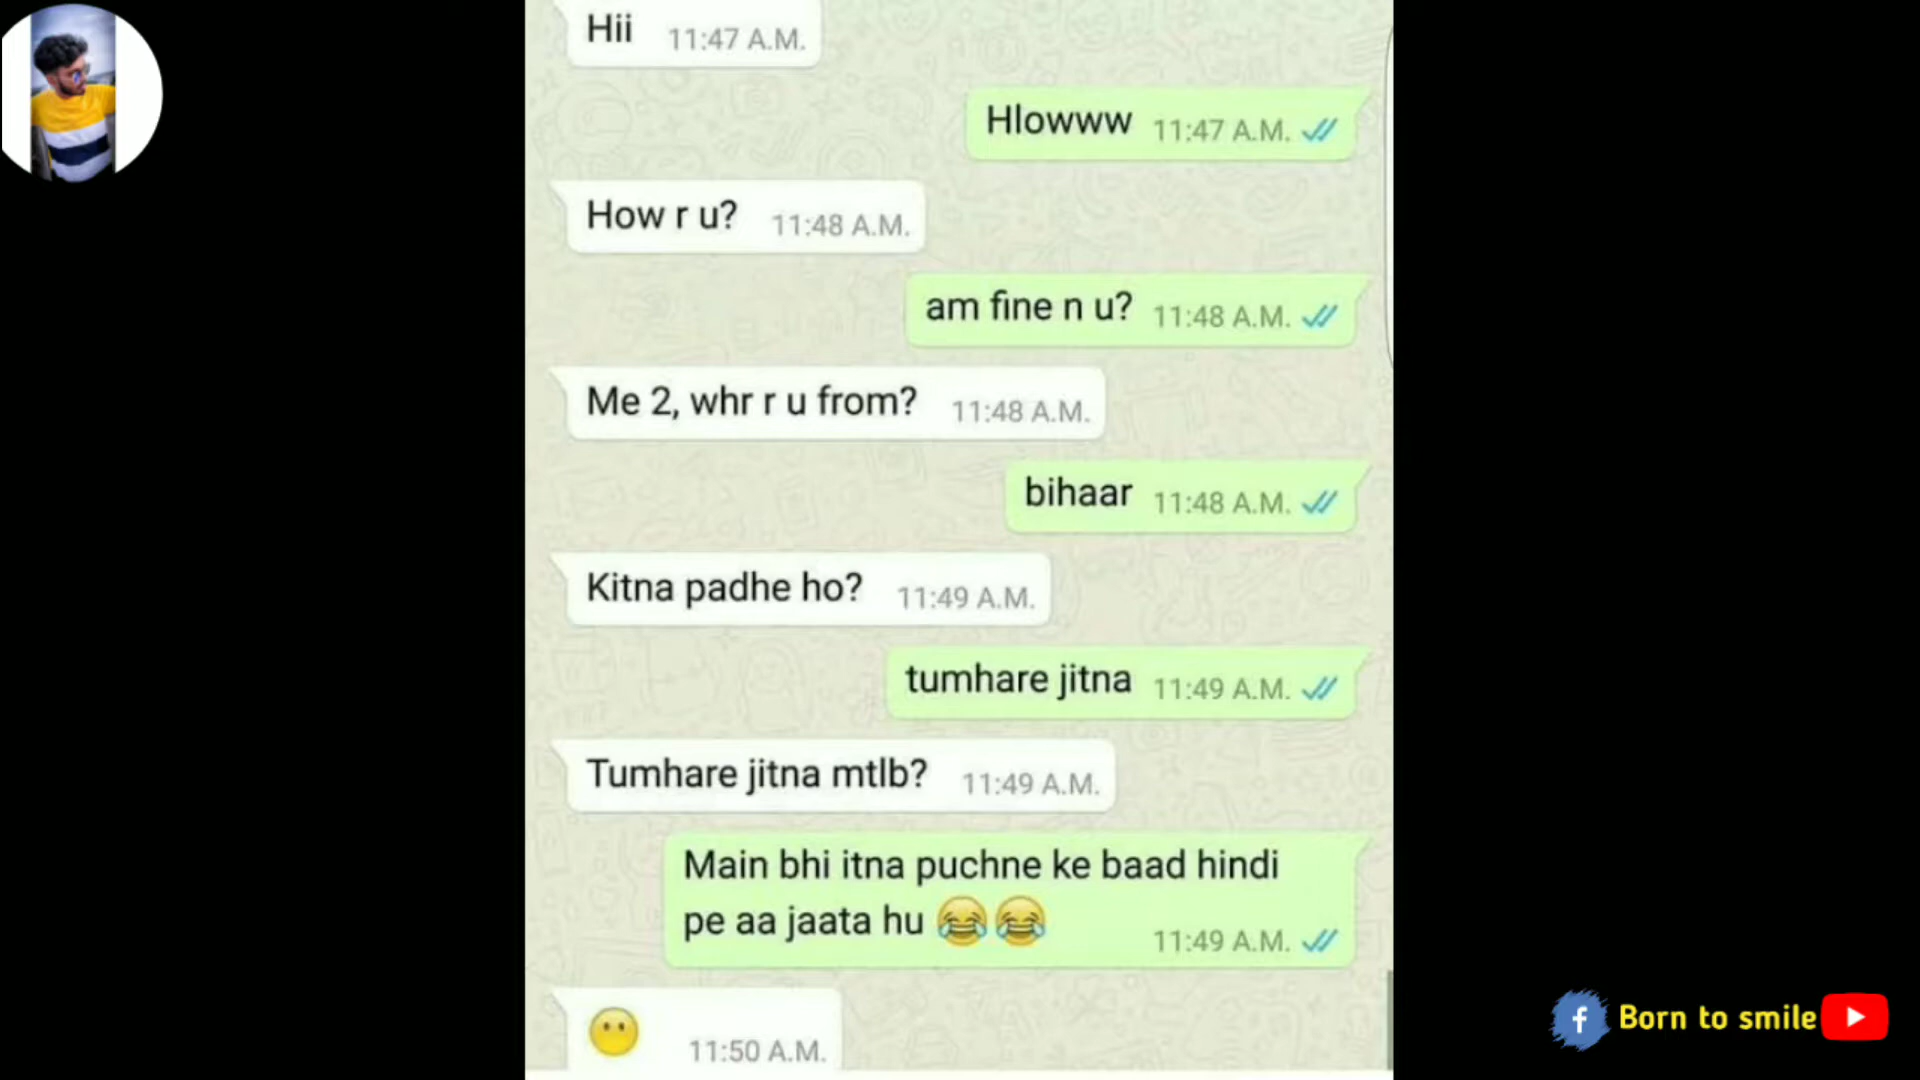 Hii 11:47 A.M.
Hlowww 11:47 A.M.
How r u? 11:48 A.M.
am fine n u? 11:48 A.M.
Me 2, whr r u from? 11:48 A.M.
bihaar 11:48 A.M.
Kitna padhe ho? 11:49 A.M.
tumhare jitna 11:49 A.M.
Tumhare jitna mtlb? 11:49 A.M.
Main bhi itna puchne ke baad hindi
pe aa jaata hu 😂😂 11:49 A.M.
😶 11:50 A.M.
f Born to smile